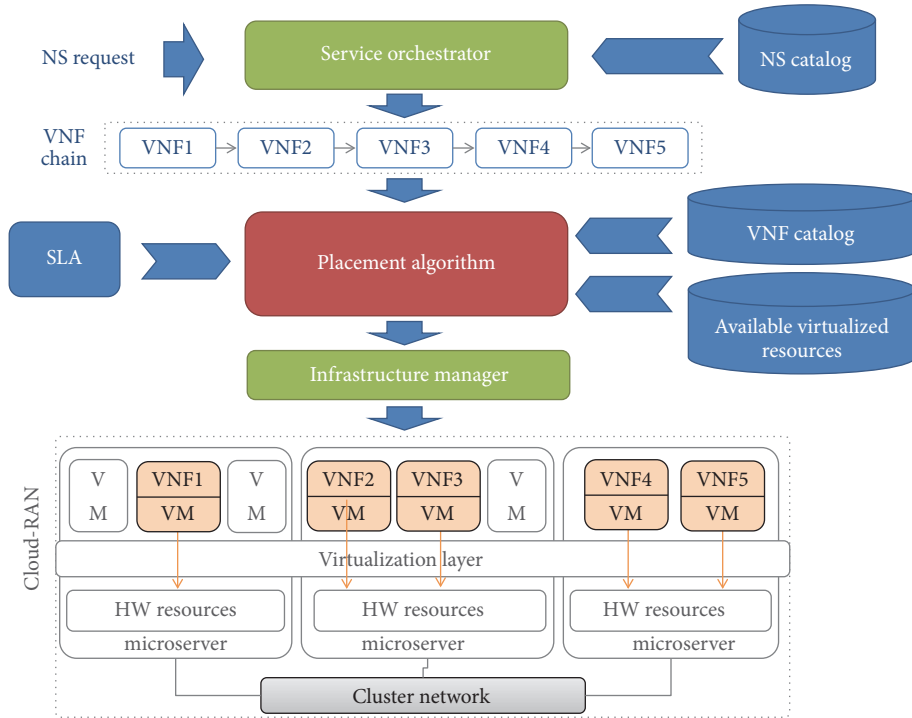 NS request
Service orchestrator
NS catalog
VNF
chain
VNF1
VNF2
VNF3
VNF4
VNF5
SLA
Placement algorithm
VNF catalog
Available virtualized
resources
Infrastructure manager
Cloud-RAN
V
M
VNF1
VM
V
M
VNF2
VM
VNF3
VM
V
M
VNF4
VM
VNF5
VM
Virtualization layer
HW resources
HW resources
HW resources
microserver
microserver
microserver
Cluster network